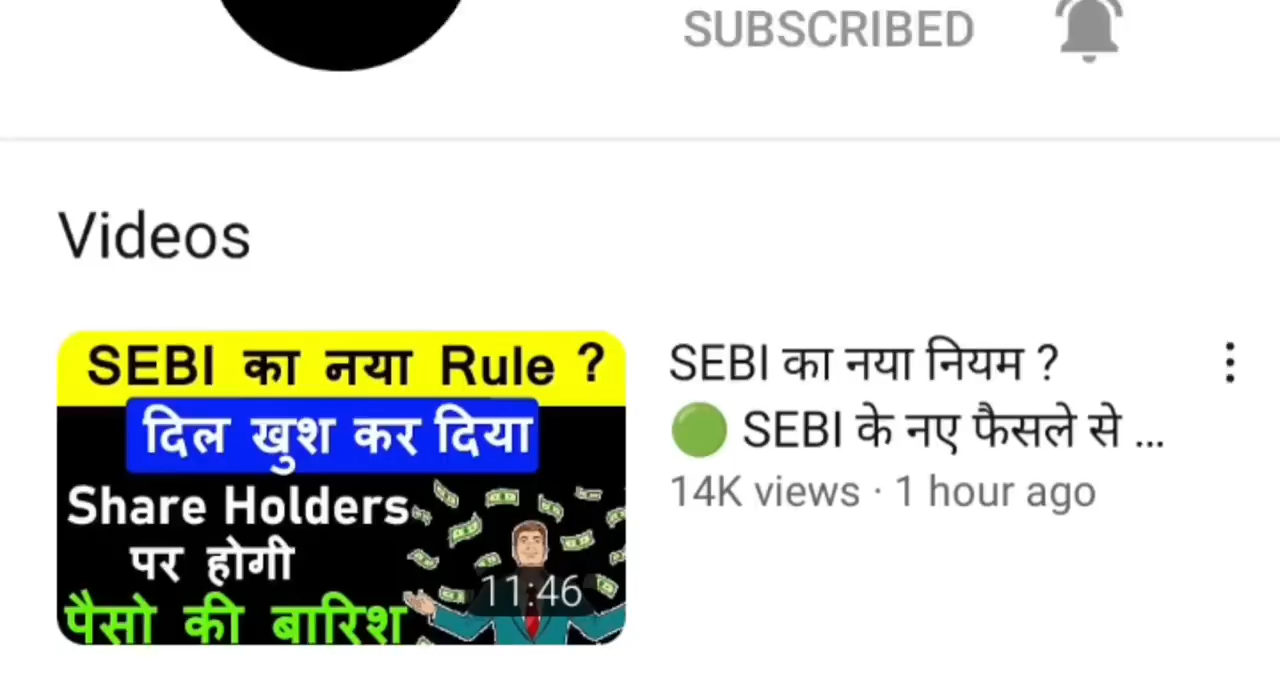 SUBSCRIBED
Videos
SEBI का नया Rule ?
दिल खुश कर दिया
Share Holders
पर होगी
पैसो की बारिश
11:46
SEBI का नया नियम ?
🟢 SEBI के नए फैसले से ...
14K views · 1 hour ago